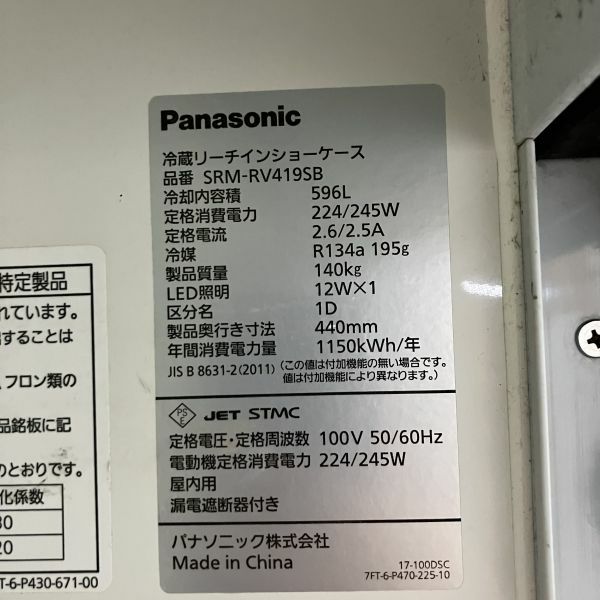 Panasonic
冷蔵リーチインショーケース
品番 SRM-RV419SB
冷却内容積 596L
定格消費電力 224/245W
定格電流 2.6/2.5A
冷媒 R134a 195g
製品質量 140kg
LED照明 12W×1
区分名 1D
製品奥行き寸法 440mm
年間消費電力量 1150kWh/年
JIS B 8631-2(2011) (この値は付加機能の無い場合です。
値は付加機能により異なります。)
PS
E
JET STMC
定格電圧・定格周波数 100V 50/60Hz
電動機定格消費電力 224/245W
屋内用
漏電遮断器付き
パナソニック株式会社
Made in China
17-100DSC
7FT-6-P470-225-10
特定製品
れています。
することは
フロン類の
品銘板に記
のとおりです。
化係数
30
20
T-6-P430-671-00